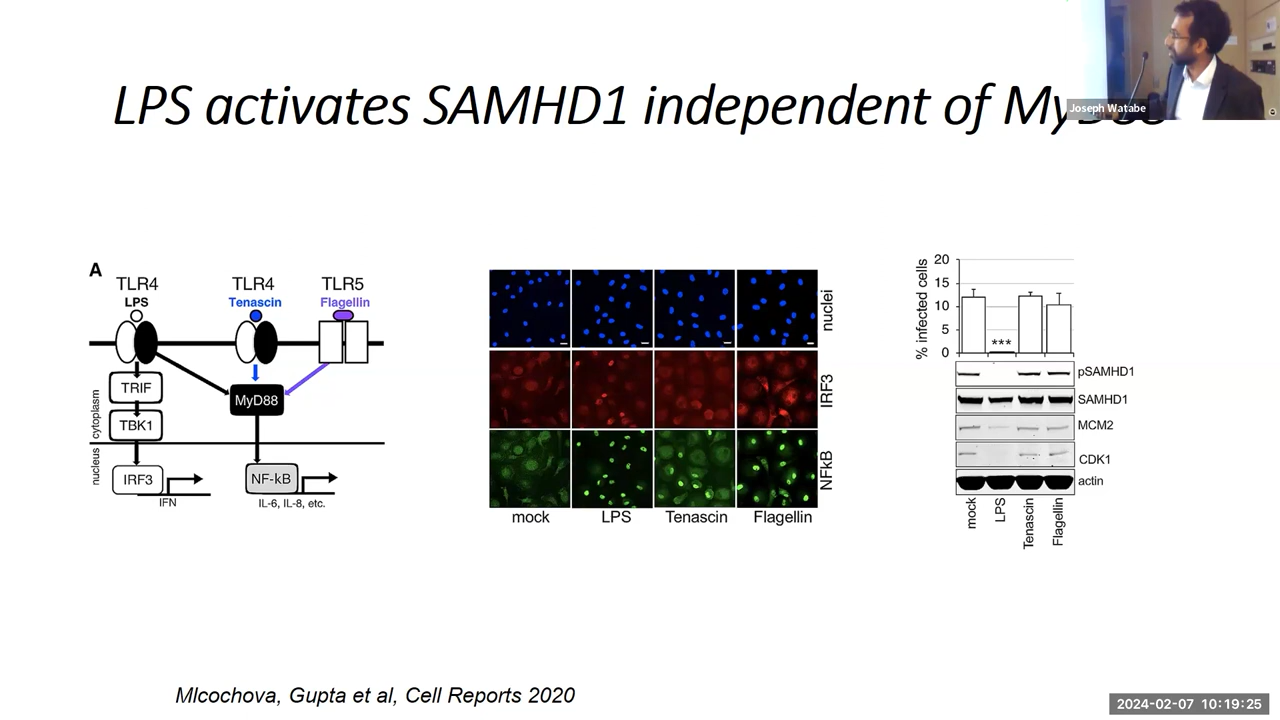 LPS activates SAMHD1 independent of
Joseph Watabe
A
TLR4 TLR4 TLR5
LPS Tenascin Flagellin
TRIF
MyD88
TBK1
cytoplasm
nucleus
IRF3
NF-kB
IFN
IL-6, IL-8, etc.
nuclei
IRF3
NFkB
mock LPS Tenascin Flagellin
% infected cells
20
15
10
5
0
***
pSAMHD1
SAMHD1
MCM2
CDK1
actin
mock
LPS
Tenascin
Flagellin
Mlcochova, Gupta et al, Cell Reports 2020
2024-02-07 10:19:25